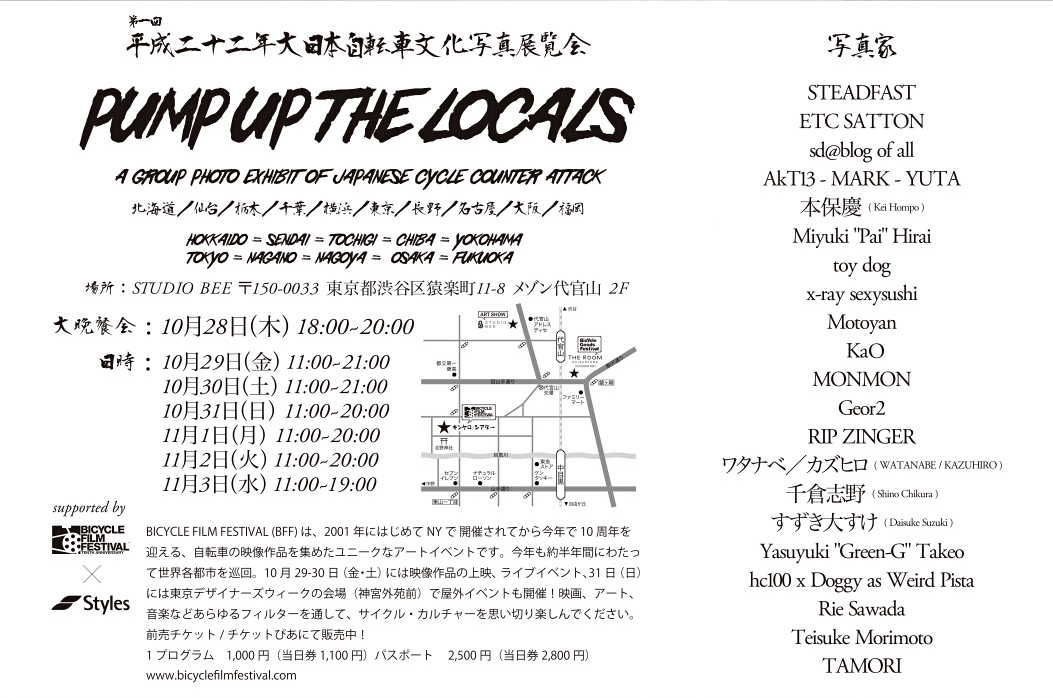 第一回
平成二十二年大日本自転車文化写真展覧会
PUMP UP THE LOCALS
A GROUP PHOTO EXHIBIT OF JAPANESE CYCLE COUNTER ATTACK
北海道／仙台／栃木／千葉／横浜／東京／長野／名古屋／大阪／福岡
HOKKAIDO = SENDAI = TOCHIGI = CHIBA = YOKOHAMA
TOKYO = NAGANO = NAGOYA = OSAKA = FUKUOKA
場所：STUDIO BEE 〒150-0033 東京都渋谷区猿楽町11-8 メゾン代官山 2F
大晩餐会：10月28日(木) 18:00~20:00
日時：10月29日(金) 11:00~21:00
10月30日(土) 11:00~21:00
10月31日(日) 11:00~20:00
11月1日(月) 11:00~20:00
11月2日(火) 11:00~20:00
11月3日(水) 11:00~19:00
▲渋谷
ART SHOW
STUDIO
BEE
代官山
アドレス
ディセ
代官山
Bicycle
Goods
Festival
THE ROOM
都立第一
商高
旧山手通り
代官山
交番
ファミリー
マート
BICYCLE
FILM
FESTIVAL
キンケロ・シアター
北野神社
目黒川
東急
ストア
セブン
イレブン
ナチュラル
ローソン
ケン
タッキー
中目黒
山手通り
東山一丁目
▼自由が丘
supported by
BICYCLE
FILM
FESTIVAL
TENTH ANNIVERSARY
Styles
BICYCLE FILM FESTIVAL (BFF) は、2001 年にはじめて NY で 開催されてから今年で 10 周年を
迎える、自転車の映像作品を集めたユニークなアートイベントです。今年も約半年間にわたっ
て世界各都市を巡回。10 月 29-30 日（金・土）には映像作品の上映、ライブイベント、31 日（日）
には東京デザイナーズウィークの会場（神宮外苑前）で屋外イベントも開催！映画、アート、
音楽などあらゆるフィルターを通して、サイクル・カルチャーを思い切り楽しんでください。
前売チケット / チケットぴあにて販売中！
1 プログラム　1,000 円（当日券 1,100 円）パスポート　2,500 円（当日券 2,800 円）
www.bicyclefilmfestival.com
写真家
STEADFAST
ETC SATTON
sd@blog of all
AkT13 - MARK - YUTA
本保慶 ( Kei Hompo )
Miyuki "Pai" Hirai
toy dog
x-ray sexysushi
Motoyan
KaO
MONMON
Geor2
RIP ZINGER
ワタナベ／カズヒロ ( WATANABE / KAZUHIRO )
千倉志野 ( Shino Chikura )
すずき大すけ ( Daisuke Suzuki )
Yasuyuki "Green-G" Takeo
hc100 x Doggy as Weird Pista
Rie Sawada
Teisuke Morimoto
TAMORI